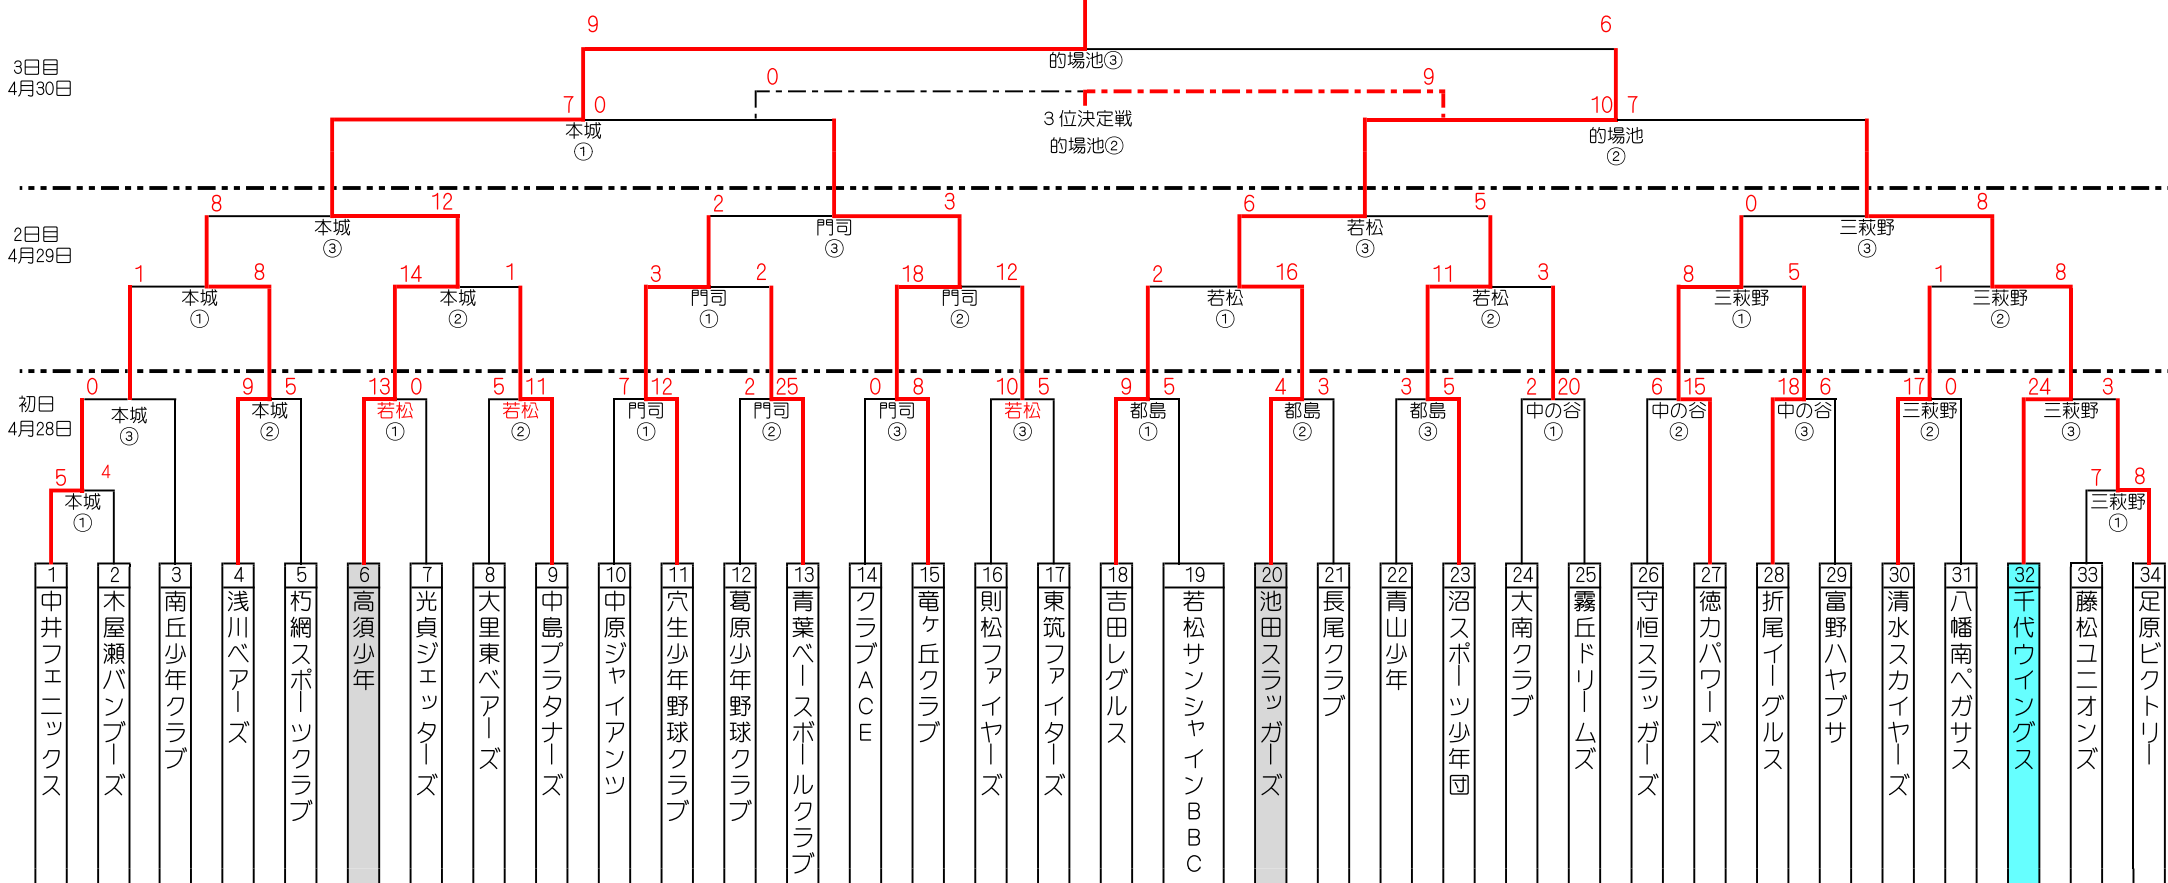 9 6
的場池③
3日目
4月30日
0 9
7 0 10 7
3位決定戦
本城
①
的場池
②
的場池②
8 12 2 3 6 5 0 8
本城 門司 若松 三萩野
③ ③ ③ ③
2日目
4月29日
1 8 14 1 3 2 18 12 2 16 11 3 8 5 1 8
本城 本城 門司 門司 若松 若松 三萩野 三萩野
① ② ① ② ① ② ① ②
0 9 5 13 0 5 11 7 12 2 25 0 8 10 5 9 5 4 3 3 5 2 20 6 15 18 6 17 0 24 3
初日
4月28日
本城 本城 若松 若松 門司 門司 門司 若松 都島 都島 都島 中の谷 中の谷 中の谷 三萩野 三萩野
③ ② ① ② ① ② ③ ③ ① ② ③ ① ② ③ ② ③
5 4 7 8
本城 三萩野
① ①
1 中井フェニックス
2 木屋瀬バンブーズ
3 南丘少年クラブ
4 浅川ベアーズ
5 朽網スポーツクラブ
6 高須少年
7 光貞ジェッターズ
8 大里東ベアーズ
9 中島プラタナーズ
10 中原ジャイアンツ
11 穴生少年野球クラブ
12 葛原少年野球クラブ
13 青葉ベースボールクラブ
14 クラブACE
15 竜ヶ丘クラブ
16 則松ファイヤーズ
17 東筑ファイターズ
18 吉田レグルス
19 若松サンシャインBBC
20 池田スラッガーズ
21 長尾クラブ
22 青山少年
23 沼スポーツ少年団
24 大南クラブ
25 霧丘ドリームズ
26 守恒スラッガーズ
27 徳力パワーズ
28 折尾イーグルス
29 富野ハヤブサ
30 清水スカイヤーズ
31 八幡南ペガサス
32 千代ウイングス
33 藤松ユニオンズ
34 足原ビクトリー